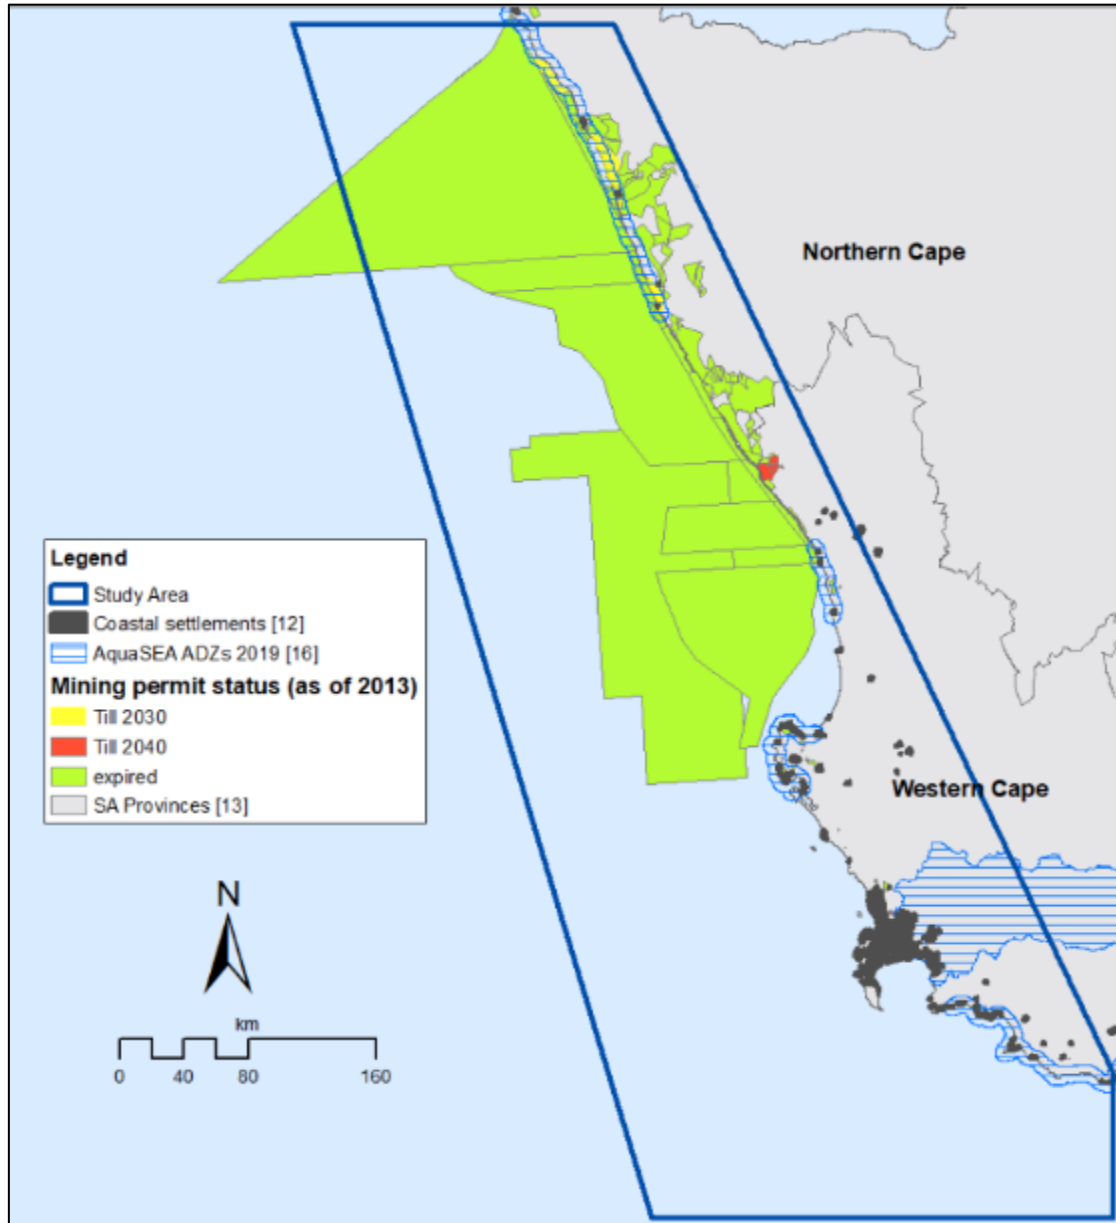 Northern Cape
Legend
Study Area
Coastal settlements [12]
AquaSEA ADZs 2019 [16]
Mining permit status (as of 2013)
Till 2030
Till 2040
expired
SA Provinces [13]
Western Cape
N
km
0 40 80 160